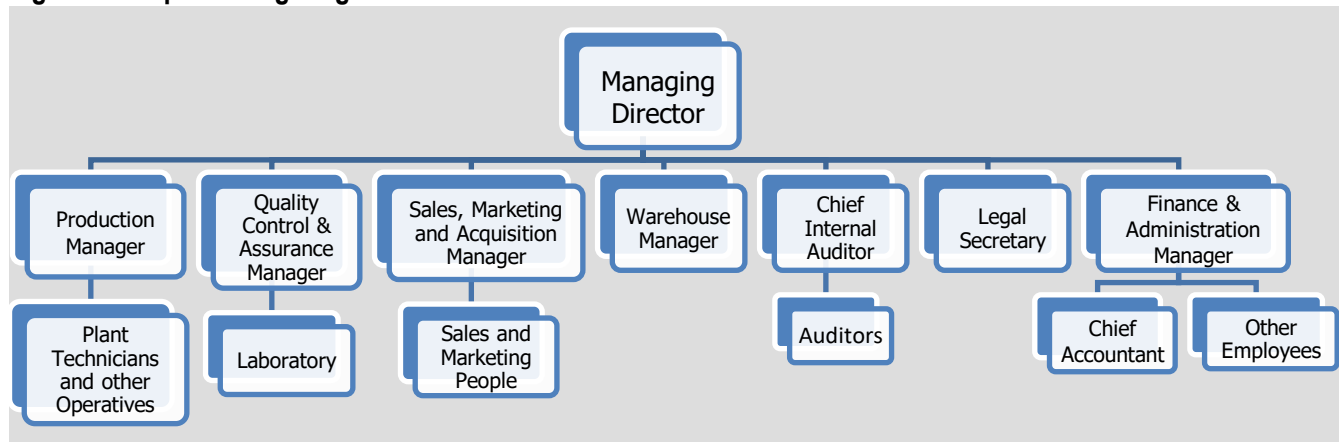 Managing
Director
Production
Manager
Quality
Control &
Assurance
Manager
Sales, Marketing
and Acquisition
Manager
Warehouse
Manager
Chief
Internal
Auditor
Legal
Secretary
Finance &
Administration
Manager
Plant
Technicians
and other
Operatives
Laboratory
Sales and
Marketing
People
Auditors
Chief
Accountant
Other
Employees